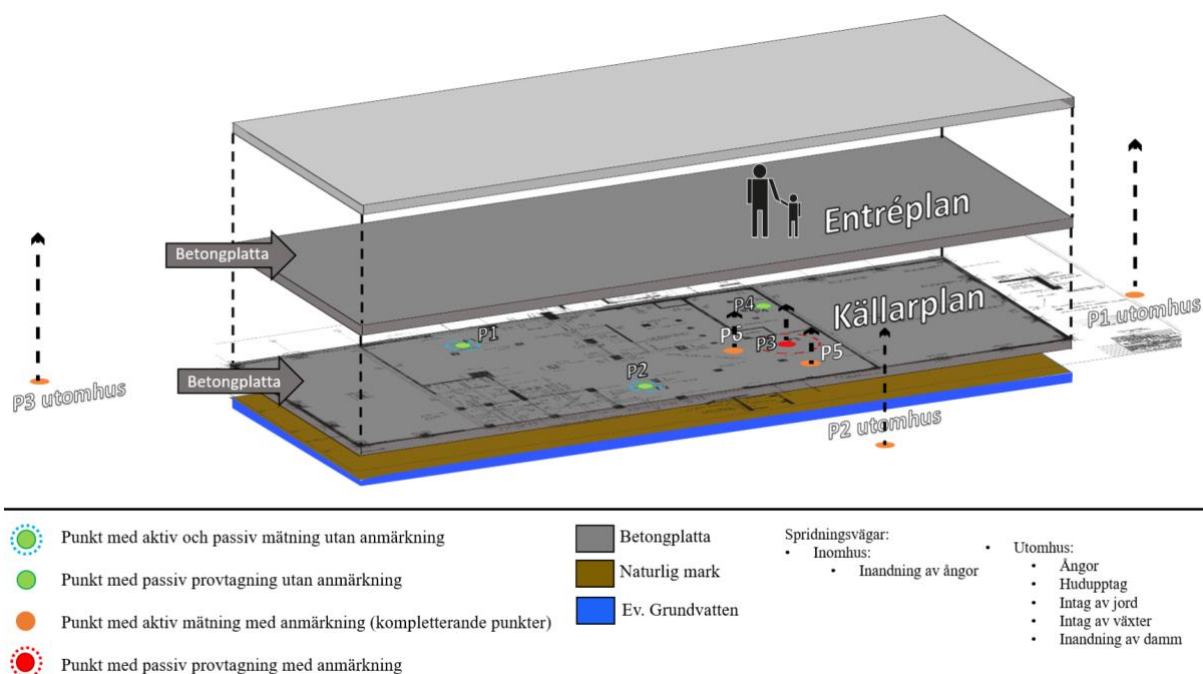 Entréplan
Betongplatta
Källarplan
P4
P1
P6
P3
P5
P2
P1 utomhus
Betongplatta
P3 utomhus
P2 utomhus
Punkt med aktiv och passiv mätning utan anmärkning
Punkt med passiv provtagning utan anmärkning
Punkt med aktiv mätning med anmärkning (kompletterande punkter)
Punkt med passiv provtagning med anmärkning
Betongplatta
Naturlig mark
Ev. Grundvatten
Spridningsvägar:
• Inomhus:
• Inandning av ångor
• Utomhus:
• Ångor
• Hudupptag
• Intag av jord
• Intag av växter
• Inandning av damm